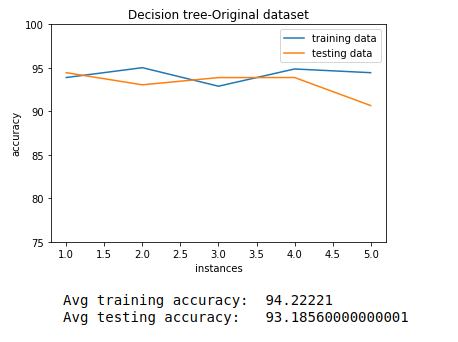 Decision tree-Original dataset
100
95
90
85
80
75
accuracy
training data
testing data
1.0 1.5 2.0 2.5 3.0 3.5 4.0 4.5 5.0
instances
Avg training accuracy: 94.22221
Avg testing accuracy: 93.18560000000001